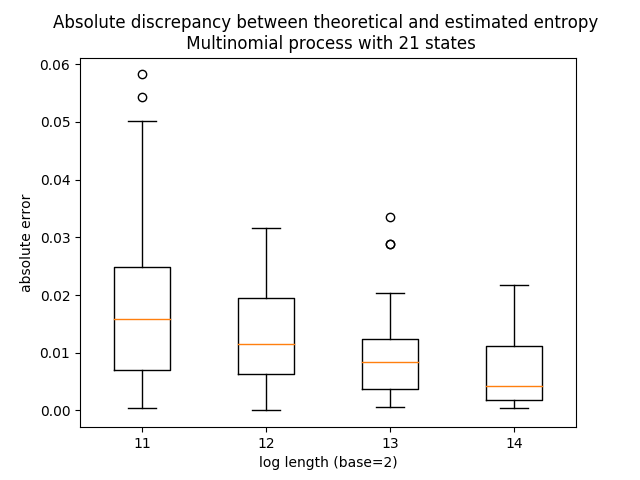 Absolute discrepancy between theoretical and estimated entropy
Multinomial process with 21 states
0.06
0.05
0.04
0.03
0.02
0.01
0.00
absolute error
11 12 13 14
log length (base=2)